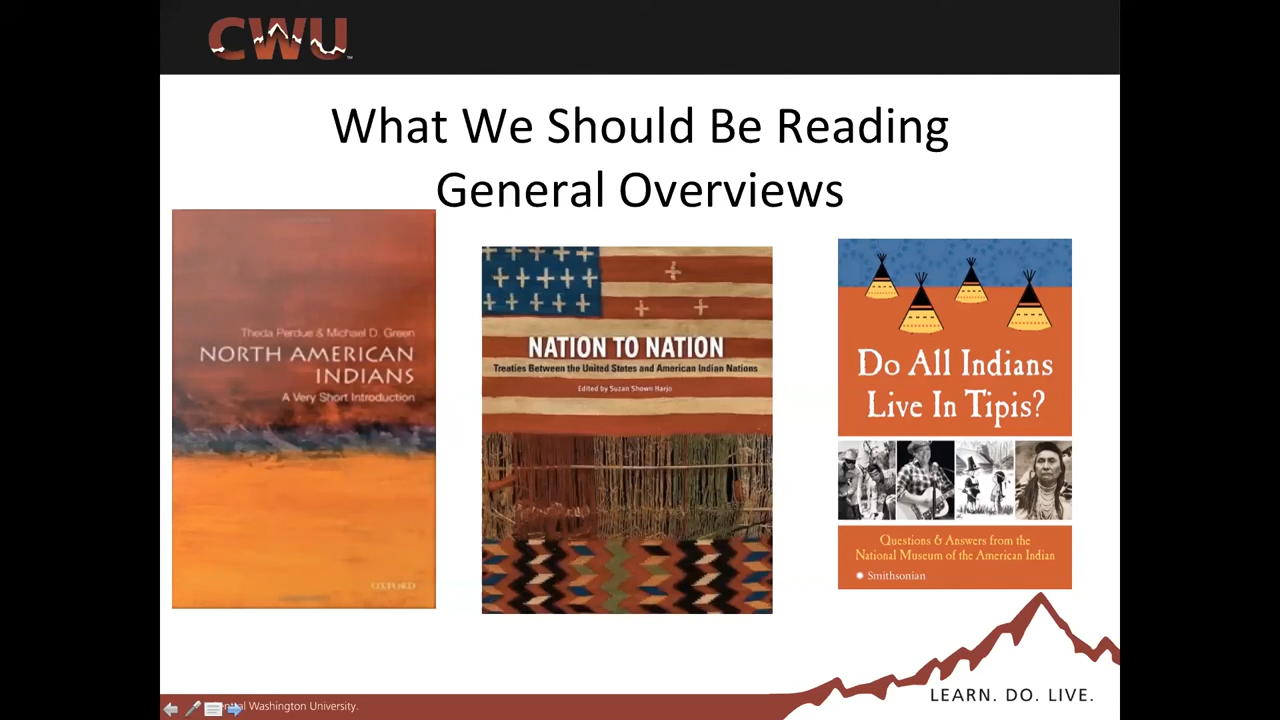 CWU
What We Should Be Reading
General Overviews
Theda Perdue & Michael D. Green
NORTH AMERICAN
INDIANS
A Very Short Introduction
OXFORD
NATION TO NATION
Treaties Between the United States and American Indian Nations
Edited by Suzan Shown Harjo
Do All Indians
Live In Tipis?
Questions & Answers from the
National Museum of the American Indian
Smithsonian
LEARN. DO. LIVE.
Washington University.